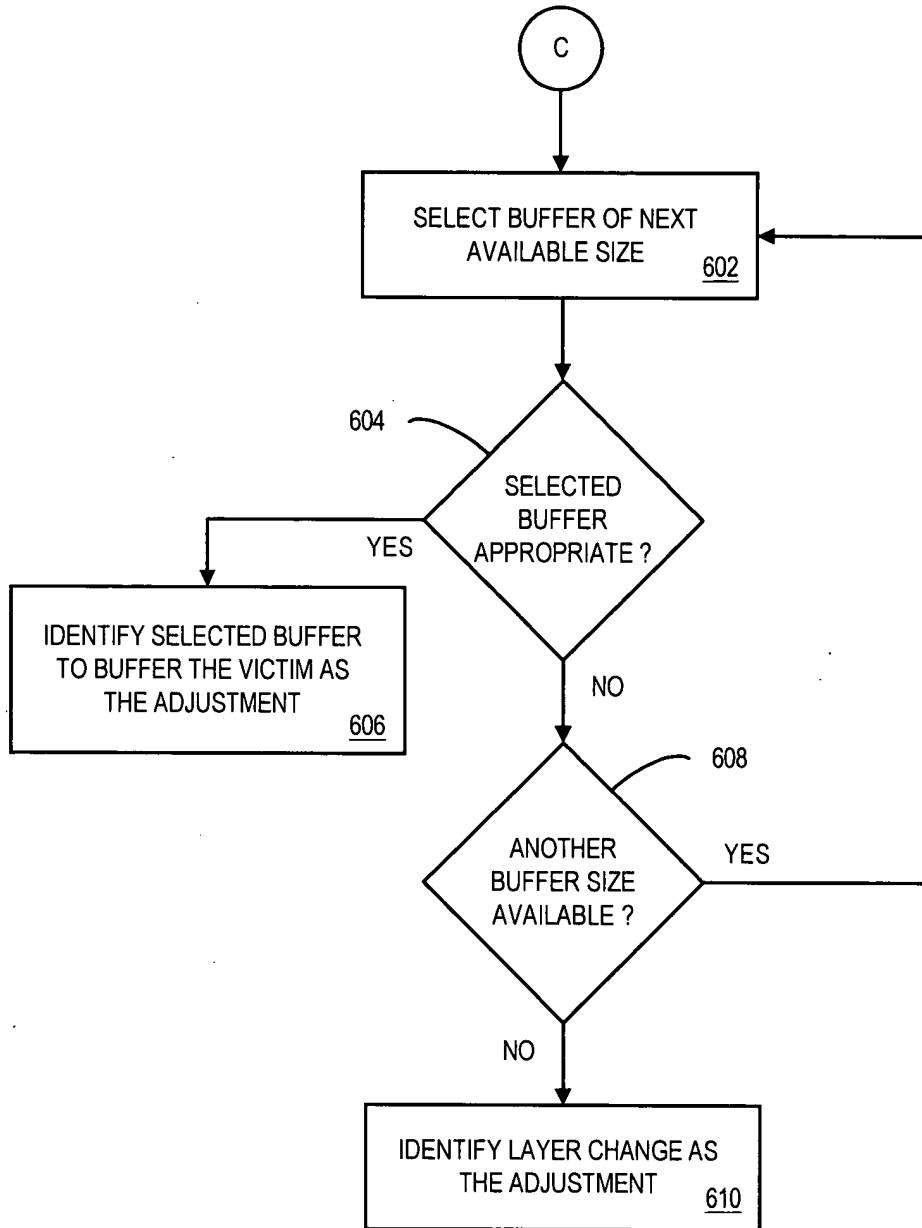 C
SELECT BUFFER OF NEXT
AVAILABLE SIZE
602
604
SELECTED
BUFFER
APPROPRIATE ?
YES
IDENTIFY SELECTED BUFFER
TO BUFFER THE VICTIM AS
THE ADJUSTMENT
606
NO
608
ANOTHER
BUFFER SIZE
AVAILABLE ?
YES
NO
IDENTIFY LAYER CHANGE AS
THE ADJUSTMENT
610